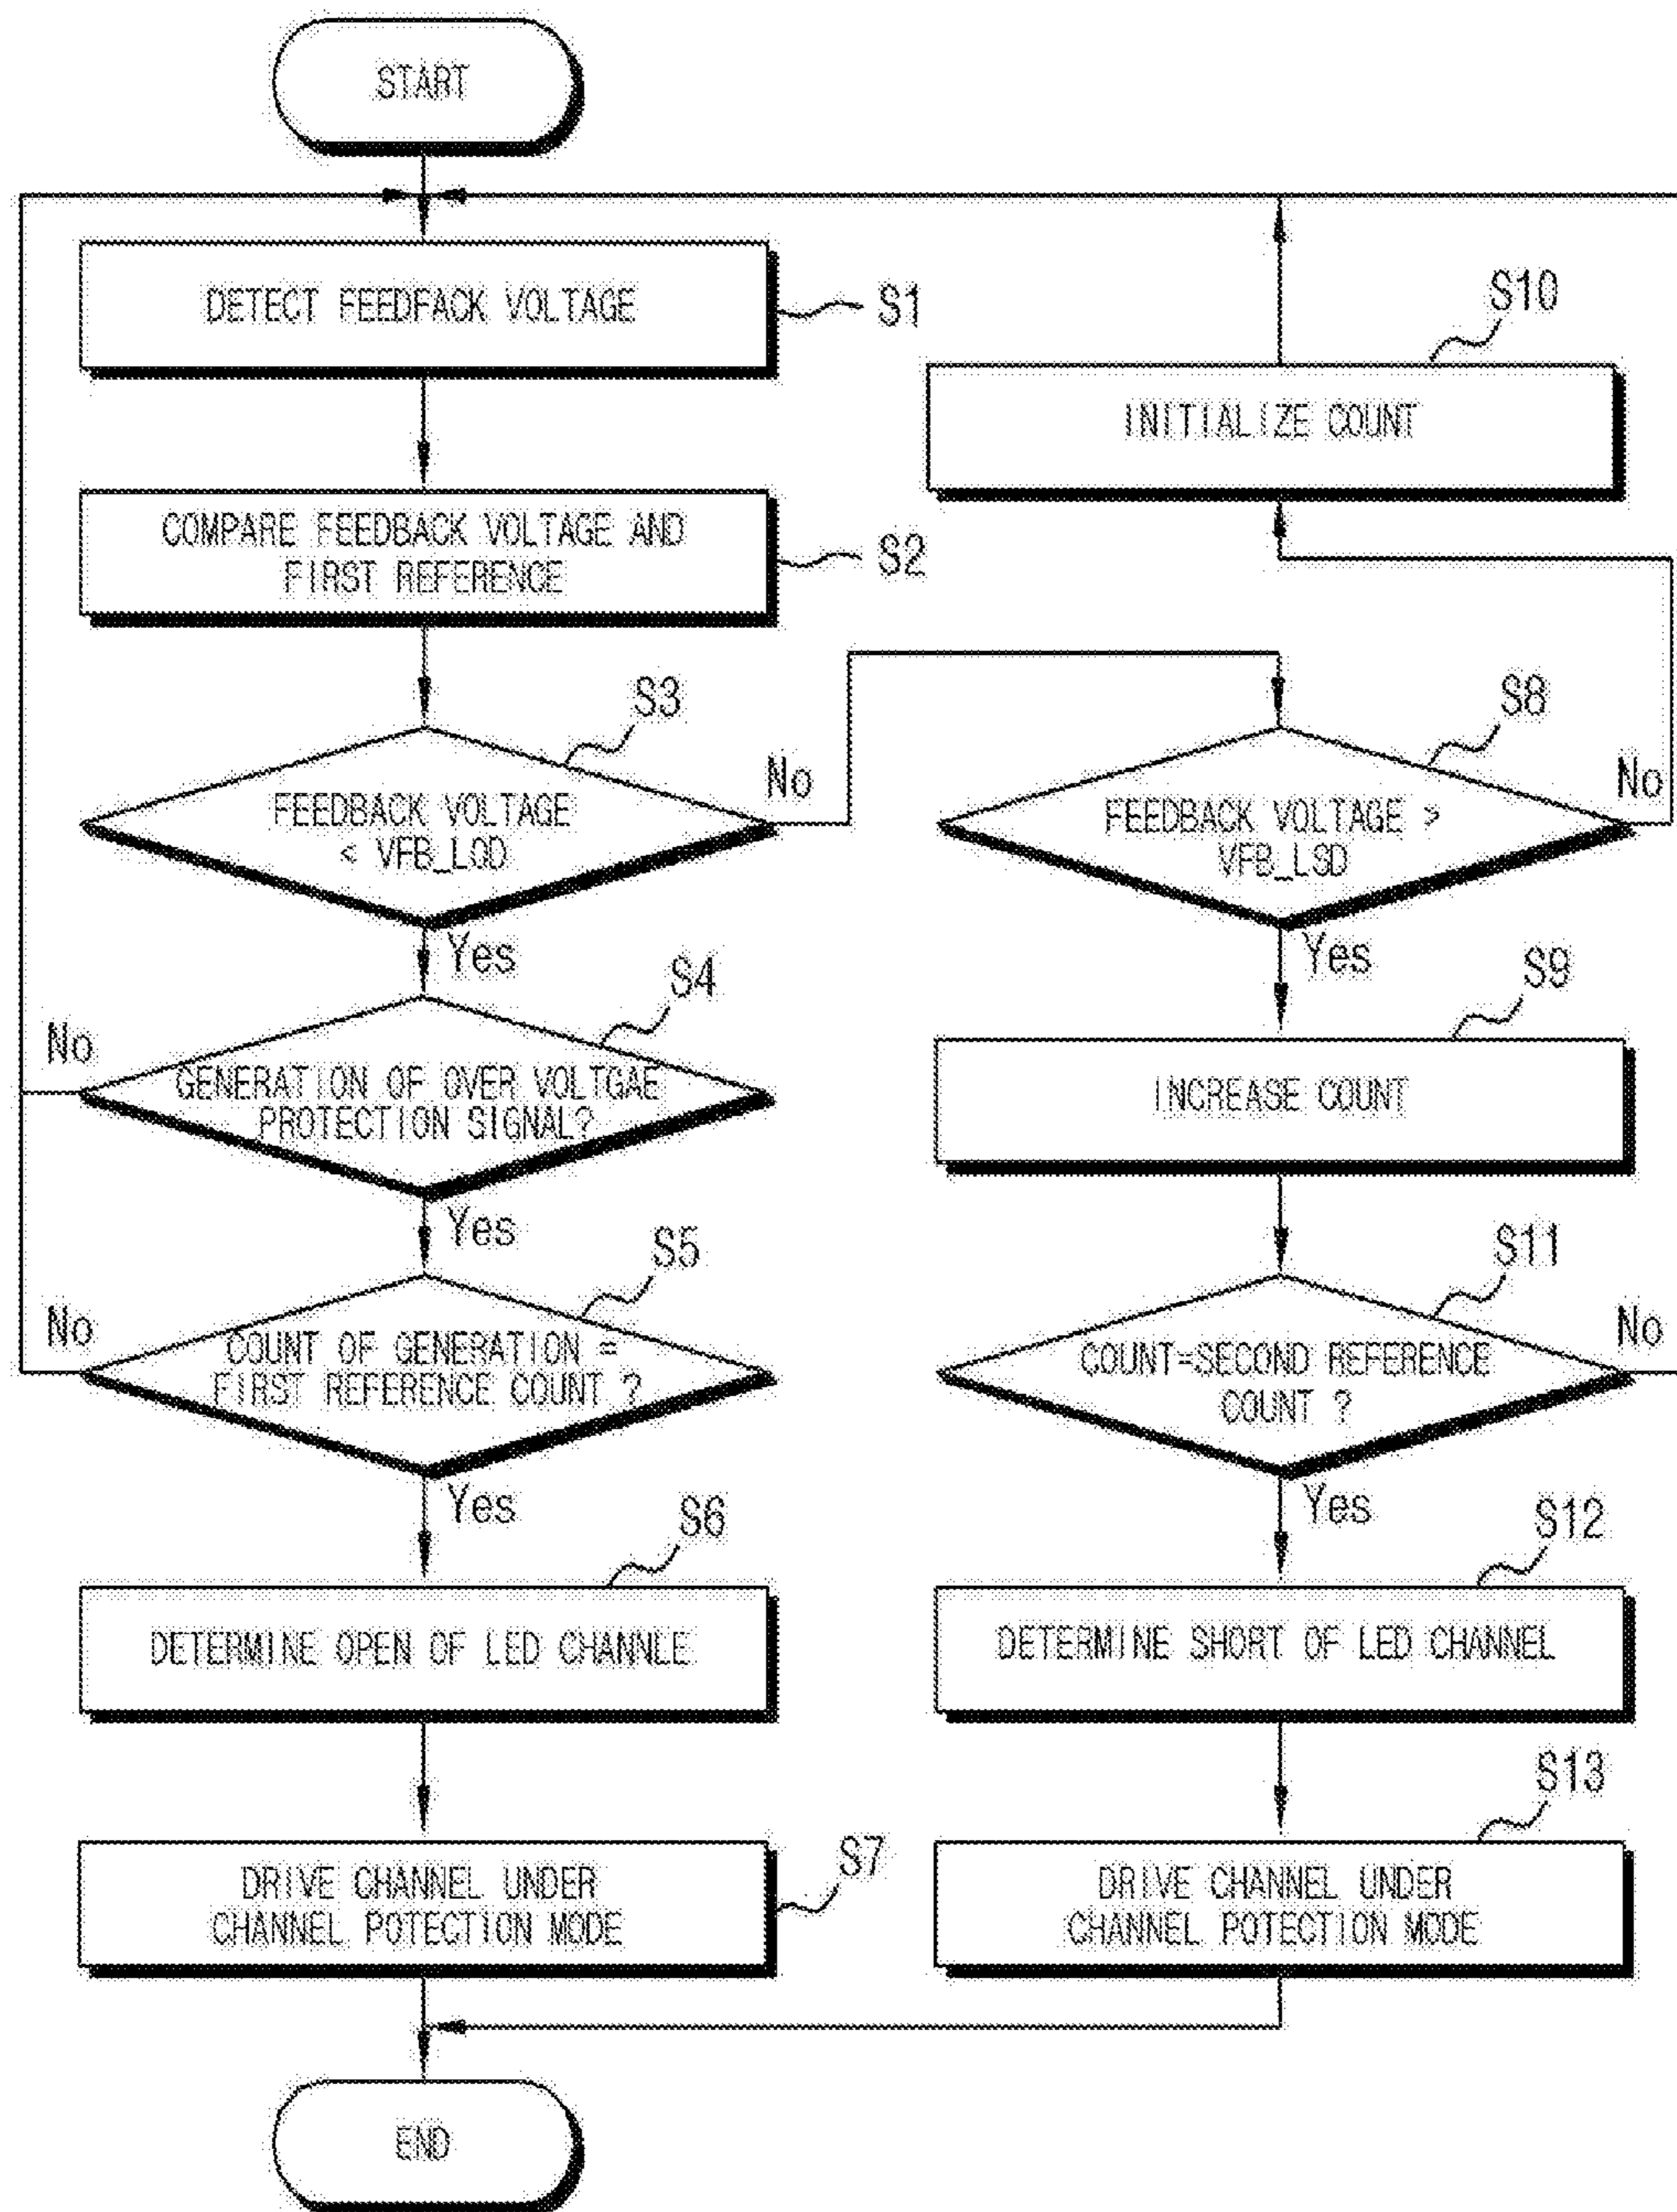 START
DETECT FEEDFACK VOLTAGE
S1
COMPARE FEEDBACK VOLTAGE AND
FIRST REFERENCE
S2
S3
FEEDBACK VOLTAGE
< VFB_LOD
No
Yes
S4
GENERATION OF OVER VOLTGAE
PROTECTION SIGNAL?
No
Yes
S5
COUNT OF GENERATION =
FIRST REFERENCE COUNT ?
No
Yes
S6
DETERMINE OPEN OF LED CHANNLE
DRIVE CHANNEL UNDER
CHANNEL POTECTION MODE
S7
END
S10
INITIALIZE COUNT
S8
FEEDBACK VOLTAGE >
VFB_LSD
No
Yes
S9
INCREASE COUNT
S11
COUNT=SECOND REFERENCE
COUNT ?
No
Yes
S12
DETERMINE SHORT OF LED CHANNEL
S13
DRIVE CHANNEL UNDER
CHANNEL POTECTION MODE